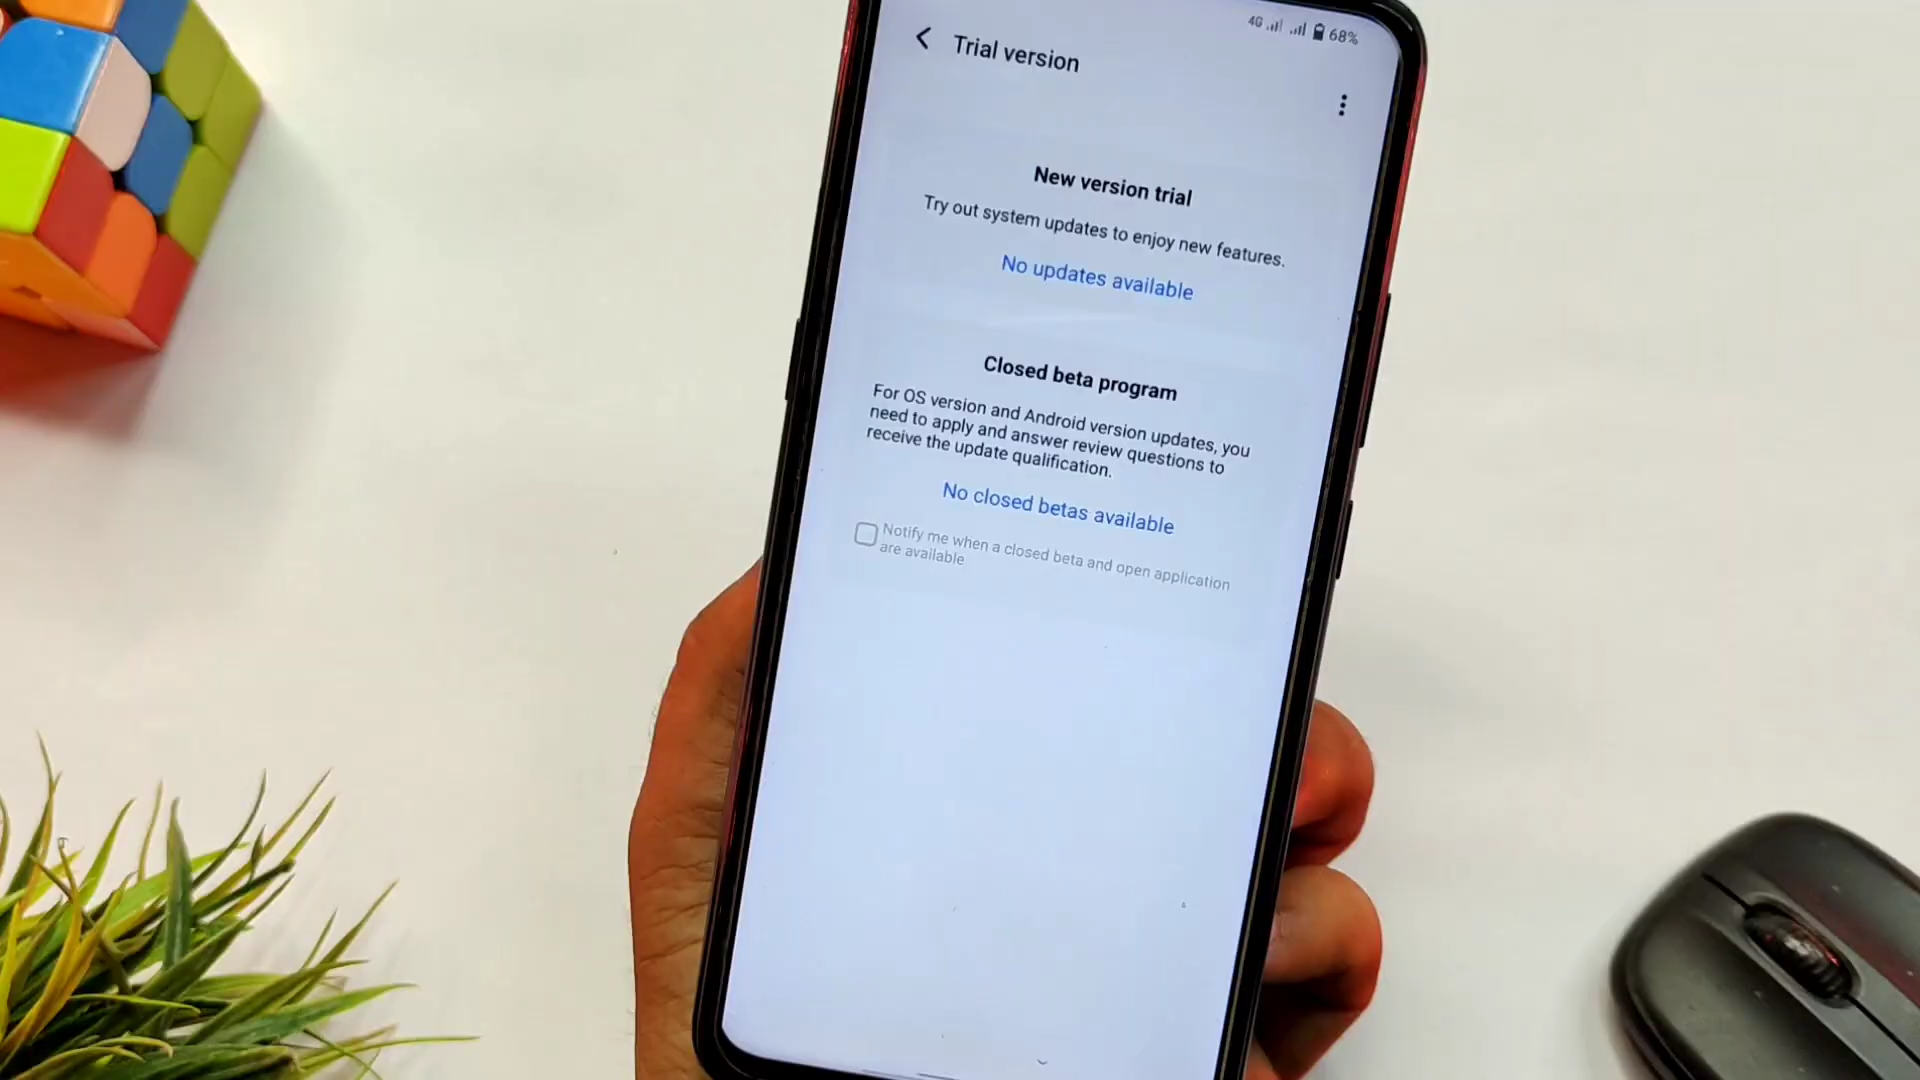 4G 68%
Trial version
New version trial
Try out system updates to enjoy new features.
No updates available
Closed beta program
For OS version and Android version updates, you
need to apply and answer review questions to
receive the update qualification.
No closed betas available
Notify me when a closed beta and open application
are available